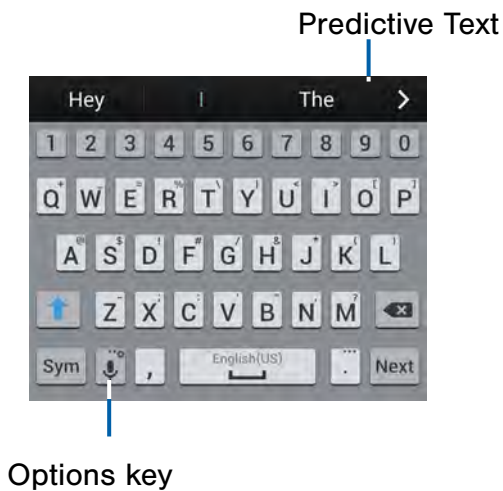 Predictive Text
Hey I The >
1 2 3 4 5 6 7 8 9 0
Q+ W E= R% T\ Y| U< I> O[ P]
A@ S$ D! F# G/ H& J* K( L)
Z- X' C: V B" N, M?
Sym , English(US) . Next
Options key